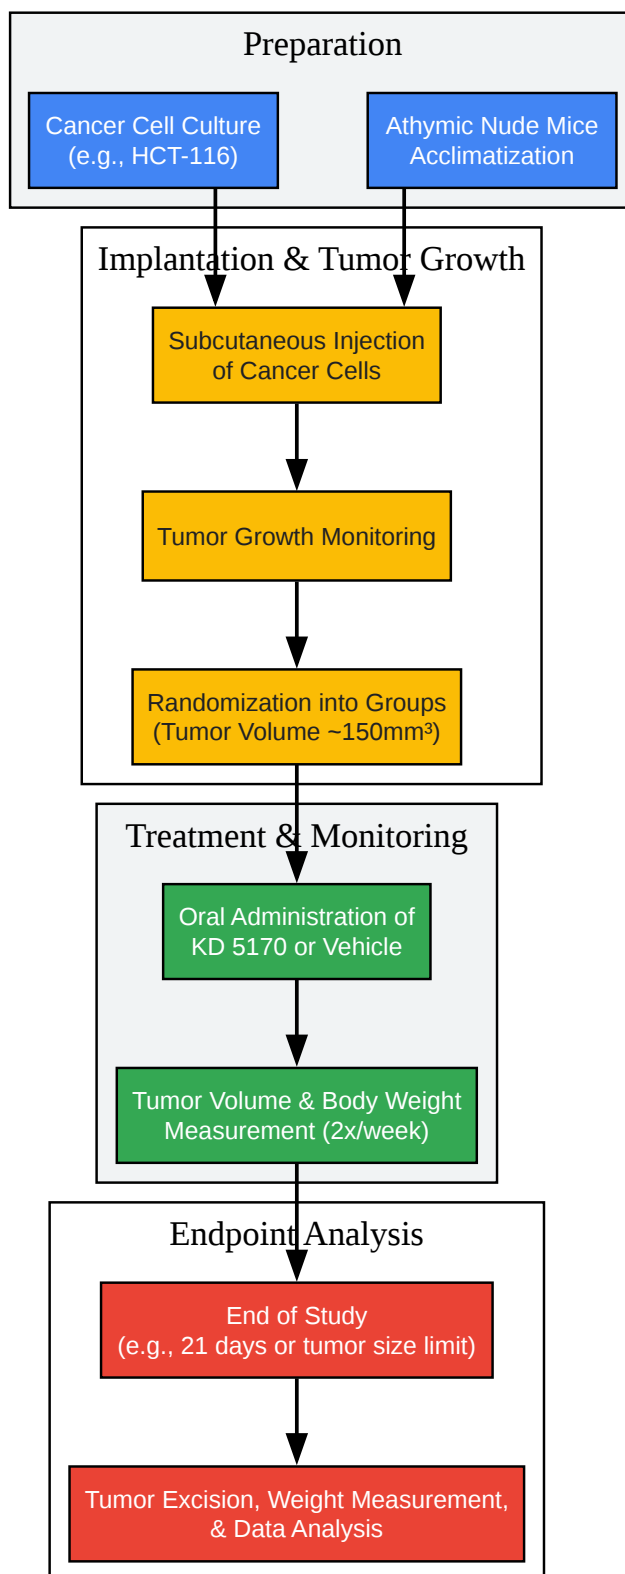 Preparation
Cancer Cell Culture
(e.g., HCT-116)
Athymic Nude Mice
Acclimatization
Implantation & Tumor Growth
Subcutaneous Injection
of Cancer Cells
Tumor Growth Monitoring
Randomization into Groups
(Tumor Volume ~150mm³)
Treatment & Monitoring
Oral Administration of
KD 5170 or Vehicle
Tumor Volume & Body Weight
Measurement (2x/week)
Endpoint Analysis
End of Study
(e.g., 21 days or tumor size limit)
Tumor Excision, Weight Measurement,
& Data Analysis